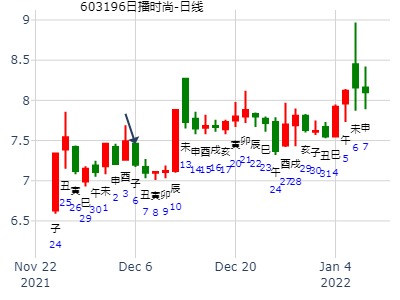 603196日播时尚-日线
9
8.5
8
7.5
7
6.5
子 丑 寅 巳 午 未 申 酉 子 丑 寅 卯 辰 未 申 酉 戌 亥 寅 卯 辰 巳 午 酉 戌 亥 子 丑 巳 午 未 申
24 25 26 29 30 1 2 3 6 7 8 9 10 13 14 15 16 17 20 21 22 23 24 27 28 29 30 31 4 5 6 7
Nov 22 Dec 6 Dec 20 Jan 4
2021 2022